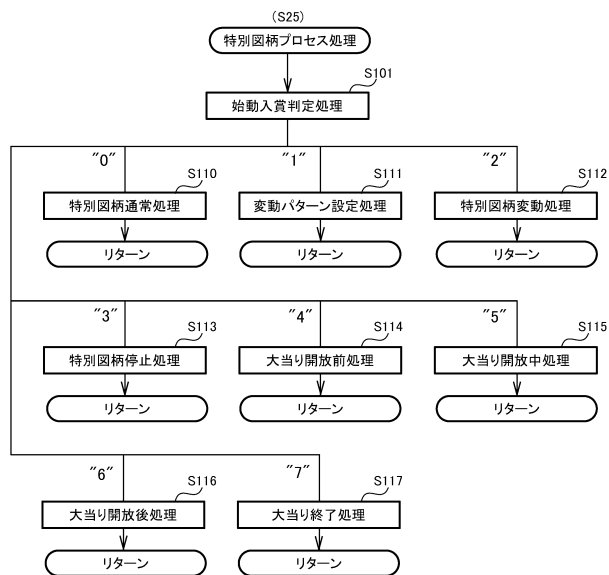 (S25)
特別図柄プロセス処理
S101
始動入賞判定処理
"0" "1" "2"
S110 S111 S112
特別図柄通常処理 変動パターン設定処理 特別図柄変動処理
リターン リターン リターン
"3" "4" "5"
S113 S114 S115
特別図柄停止処理 大当り開放前処理 大当り開放中処理
リターン リターン リターン
"6" "7"
S116 S117
大当り開放後処理 大当り終了処理
リターン リターン